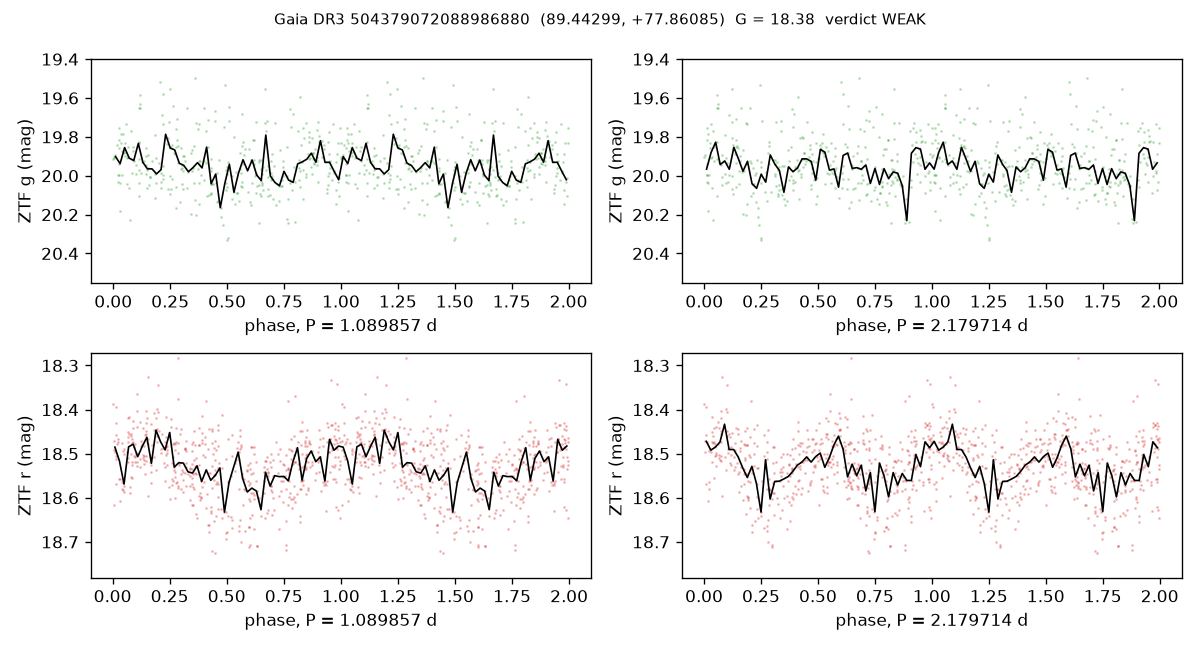 Gaia DR3 504379072088986880 (89.44299, +77.86085) G = 18.38 verdict WEAK
19.4
19.6
19.8
20.0
20.2
20.4
ZTF g (mag)
0.00 0.25 0.50 0.75 1.00 1.25 1.50 1.75 2.00
phase, P = 1.089857 d
19.4
19.6
19.8
20.0
20.2
20.4
ZTF g (mag)
0.00 0.25 0.50 0.75 1.00 1.25 1.50 1.75 2.00
phase, P = 2.179714 d
18.3
18.4
18.5
18.6
18.7
ZTF r (mag)
0.00 0.25 0.50 0.75 1.00 1.25 1.50 1.75 2.00
phase, P = 1.089857 d
18.3
18.4
18.5
18.6
18.7
ZTF r (mag)
0.00 0.25 0.50 0.75 1.00 1.25 1.50 1.75 2.00
phase, P = 2.179714 d